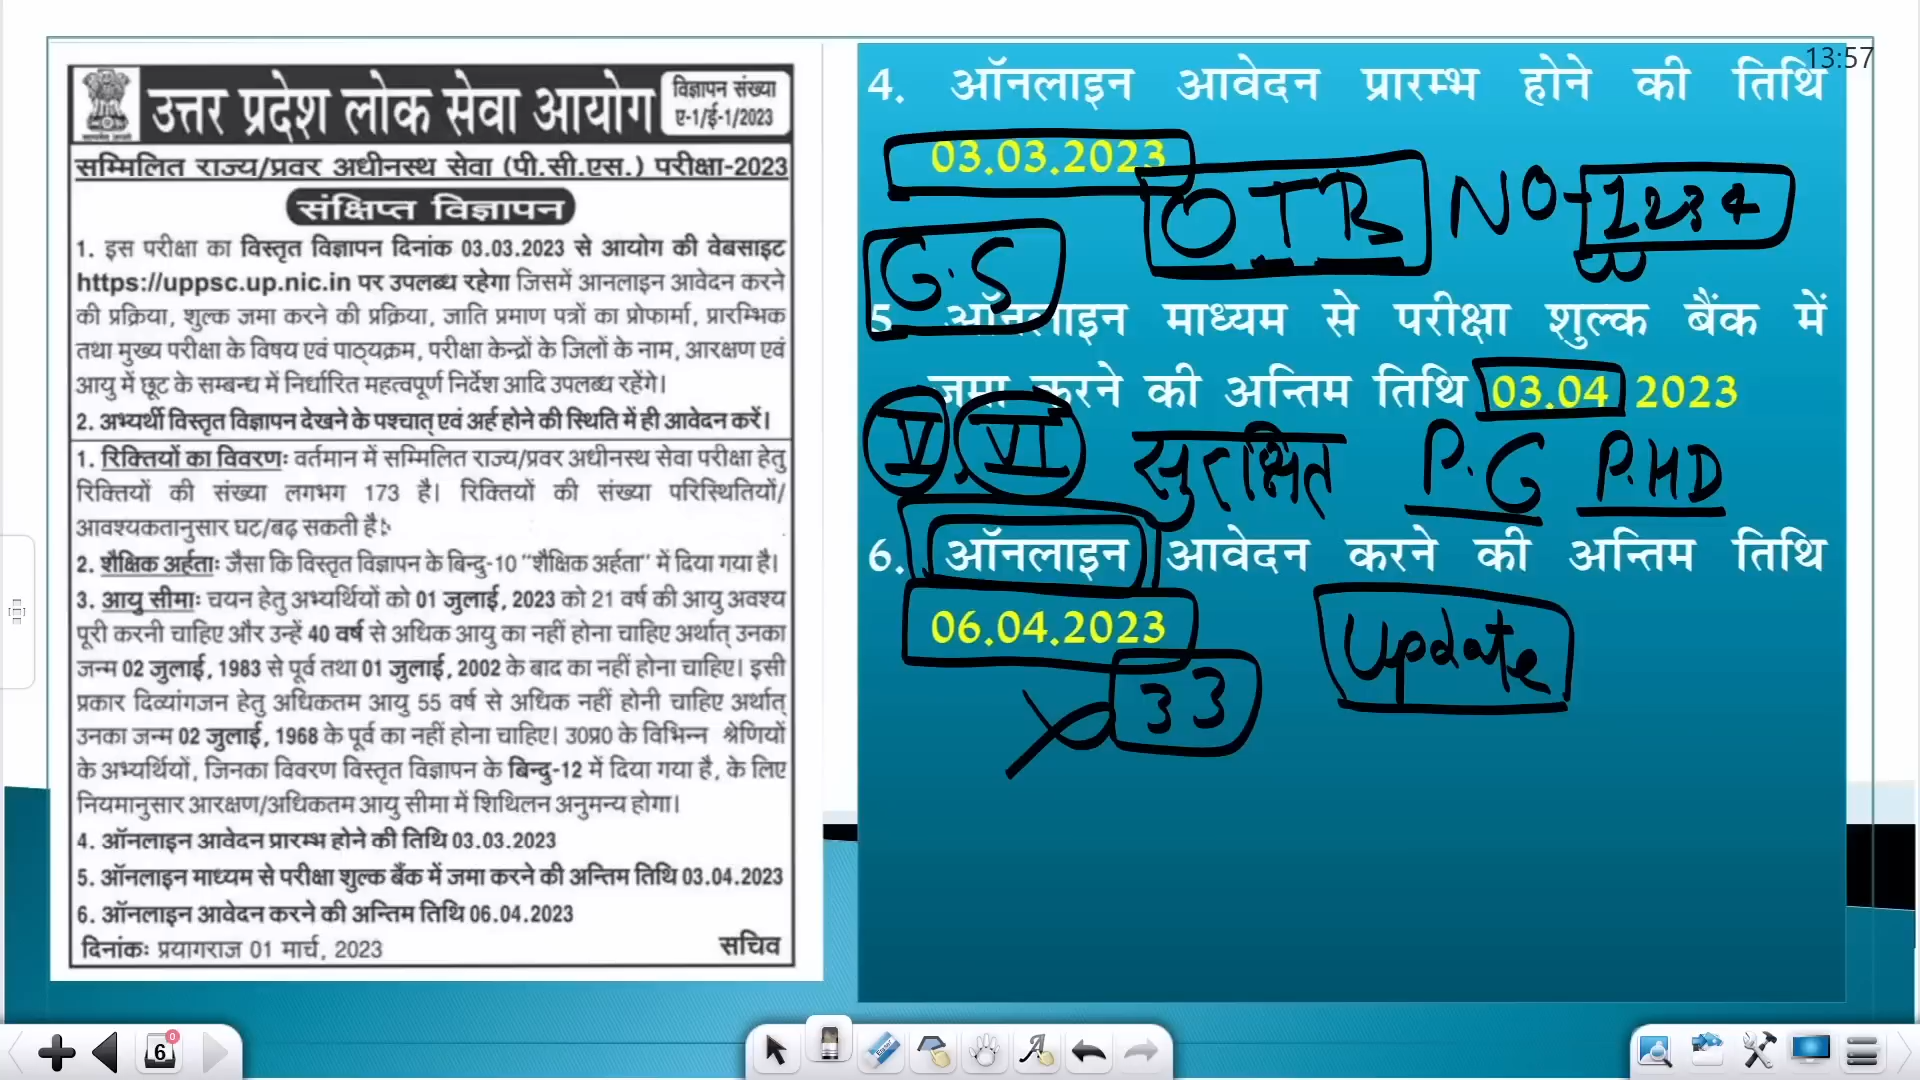 उत्तर प्रदेश लोक सेवा आयोग
विज्ञापन संख्या
ए-1/ई-1/2023
सम्मिलित राज्य/प्रवर अधीनस्थ सेवा (पी.सी.एस.) परीक्षा-2023
संक्षिप्त विज्ञापन
1. इस परीक्षा का विस्तृत विज्ञापन दिनांक 03.03.2023 से आयोग की वेबसाइट
https://uppsc.up.nic.in पर उपलब्ध रहेगा जिसमें आनलाइन आवेदन करने
की प्रक्रिया, शुल्क जमा करने की प्रक्रिया, जाति प्रमाण पत्रों का प्रोफार्मा, प्रारम्भिक
तथा मुख्य परीक्षा के विषय एवं पाठ्यक्रम, परीक्षा केन्द्रों के जिलों के नाम, आरक्षण एवं
आयु में छूट के सम्बन्ध में निर्धारित महत्वपूर्ण निर्देश आदि उपलब्ध रहेंगे।
2. अभ्यर्थी विस्तृत विज्ञापन देखने के पश्चात् एवं अर्ह होने की स्थिति में ही आवेदन करें।
1. रिक्तियों का विवरणः वर्तमान में सम्मिलित राज्य/प्रवर अधीनस्थ सेवा परीक्षा हेतु
रिक्तियों की संख्या लगभग 173 है। रिक्तियों की संख्या परिस्थितियों/
आवश्यकतानुसार घट/बढ़ सकती है।
2. शैक्षिक अर्हताः जैसा कि विस्तृत विज्ञापन के बिन्दु-10 "शैक्षिक अर्हता" में दिया गया है।
3. आयु सीमाः चयन हेतु अभ्यर्थियों को 01 जुलाई, 2023 को 21 वर्ष की आयु अवश्य
पूरी करनी चाहिए और उन्हें 40 वर्ष से अधिक आयु का नहीं होना चाहिए अर्थात् उनका
जन्म 02 जुलाई, 1983 से पूर्व तथा 01 जुलाई, 2002 के बाद का नहीं होना चाहिए। इसी
प्रकार दिव्यांगजन हेतु अधिकतम आयु 55 वर्ष से अधिक नहीं होनी चाहिए अर्थात्
उनका जन्म 02 जुलाई, 1968 के पूर्व का नहीं होना चाहिए। उ0प्र0 के विभिन्न श्रेणियों
के अभ्यर्थियों, जिनका विवरण विस्तृत विज्ञापन के बिन्दु-12 में दिया गया है, के लिए
नियमानुसार आरक्षण/अधिकतम आयु सीमा में शिथिलन अनुमन्य होगा।
4. ऑनलाइन आवेदन प्रारम्भ होने की तिथि 03.03.2023
5. ऑनलाइन माध्यम से परीक्षा शुल्क बैंक में जमा करने की अन्तिम तिथि 03.04.2023
6. ऑनलाइन आवेदन करने की अन्तिम तिथि 06.04.2023
दिनांकः प्रयागराज 01 मार्च, 2023
सचिव
13:57
4. ऑनलाइन आवेदन प्रारम्भ होने की तिथि
03.03.2023
OTR NO-1234
G.S
5. ऑनलाइन माध्यम से परीक्षा शुल्क बैंक में
जमा करने की अन्तिम तिथि 03.04 2023
V, VI सुरक्षित P.G P.HD
6. ऑनलाइन आवेदन करने की अन्तिम तिथि
06.04.2023
Update
33
6
0